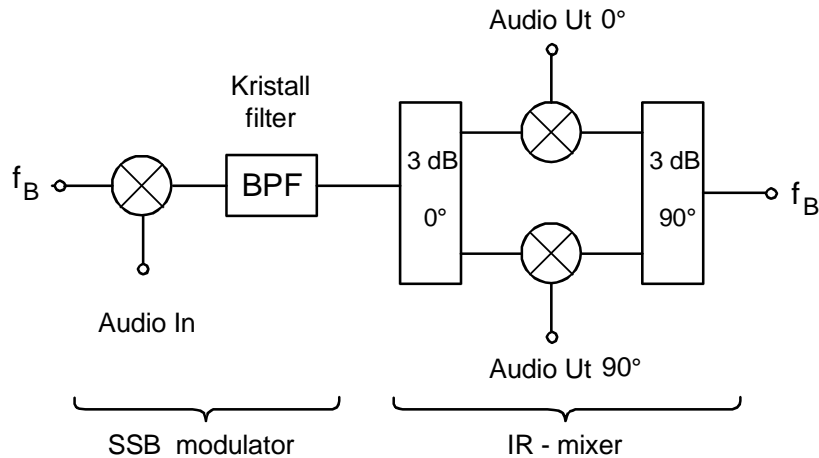 Audio Ut 0°
Kristall
filter
f_B
BPF
3 dB
0°
3 dB
90°
f_B
Audio In
Audio Ut 90°
SSB modulator
IR - mixer